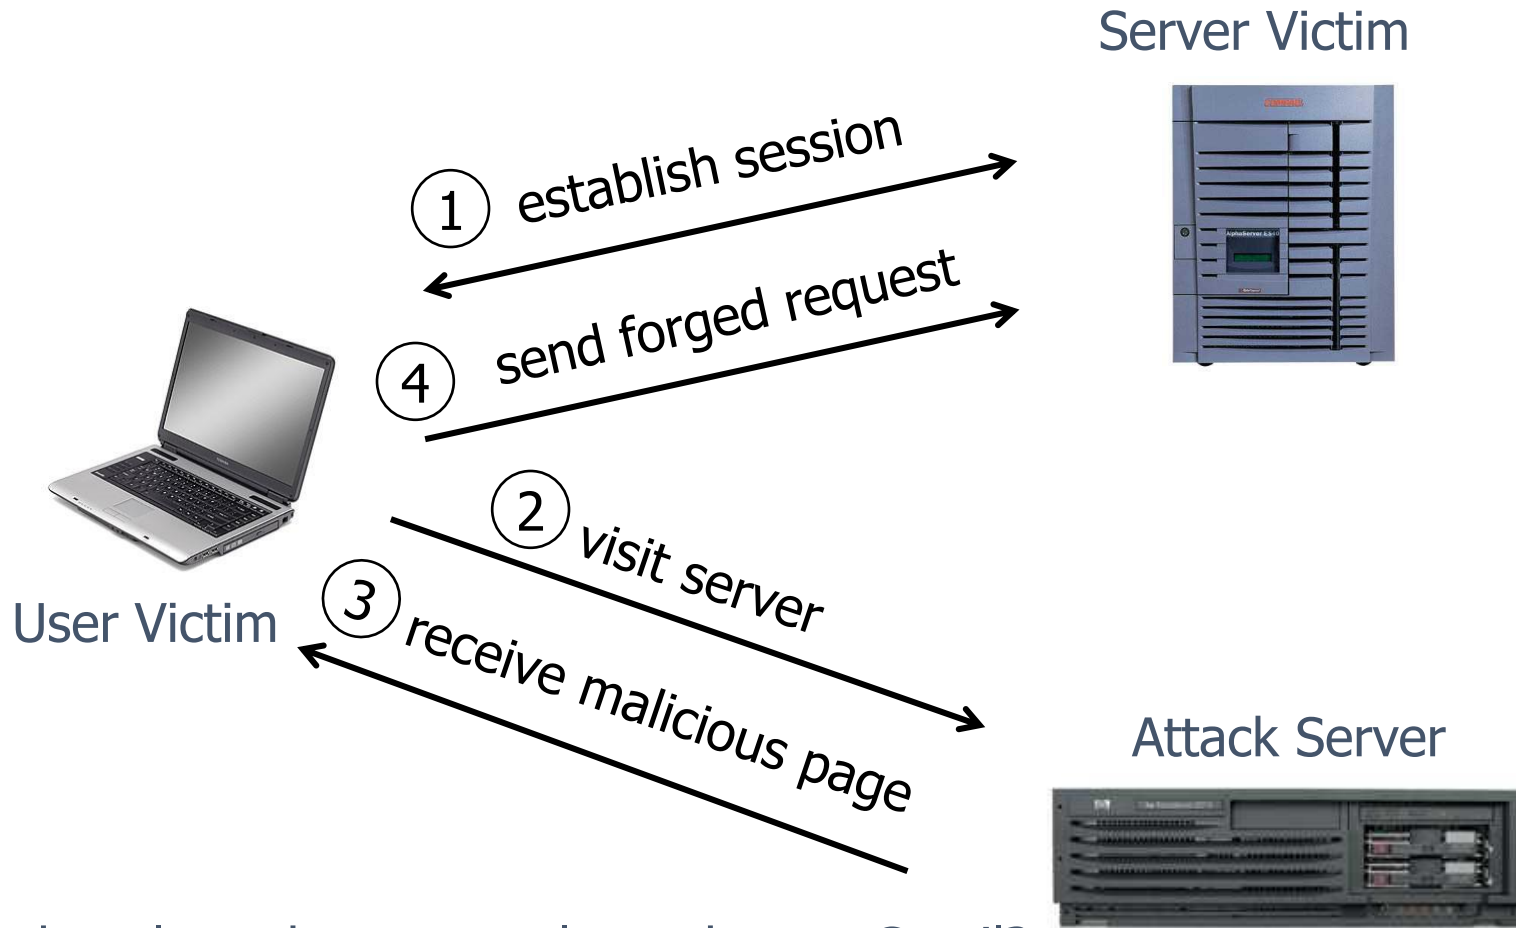 Server Victim
1 establish session
4 send forged request
2 visit server
3 receive malicious page
User Victim
Attack Server